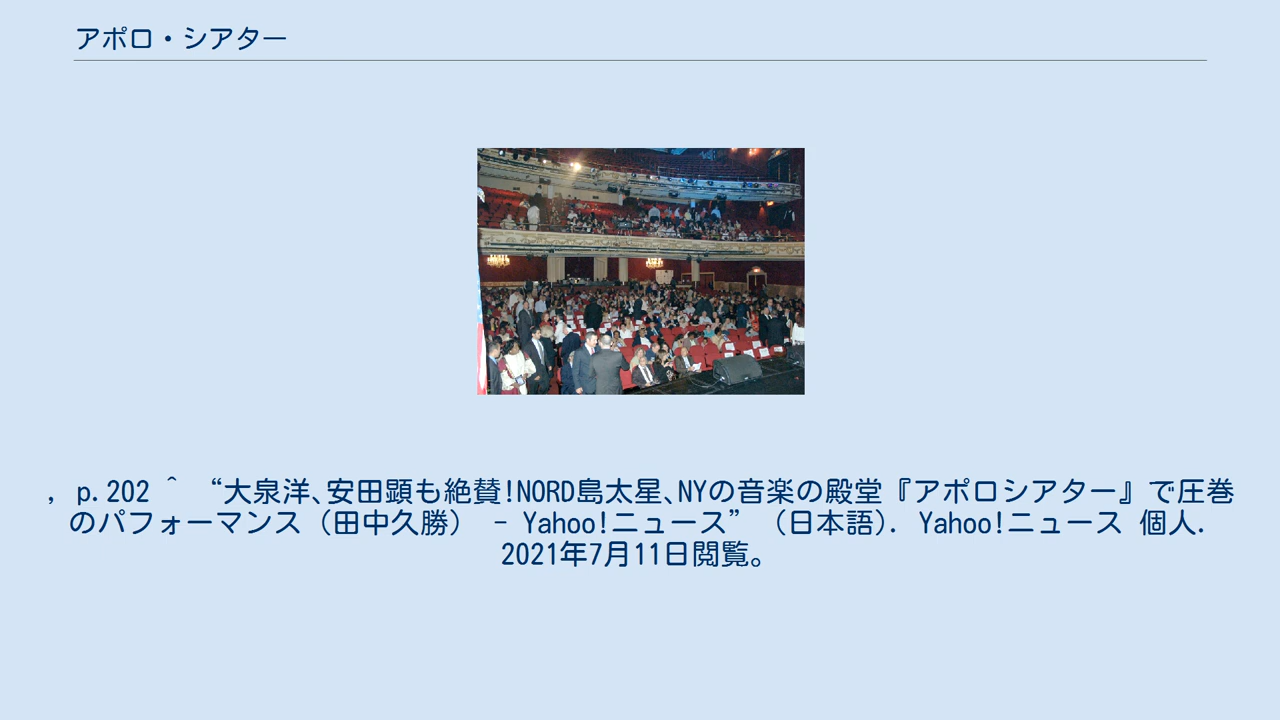 アポロ・シアター
, p.202 ^ “大泉洋、安田顕も絶賛!NORD島太星、NYの音楽の殿堂『アポロシアター』で圧巻
のパフォーマンス（田中久勝） - Yahoo!ニュース” （日本語）. Yahoo!ニュース 個人.
2021年7月11日閲覧。